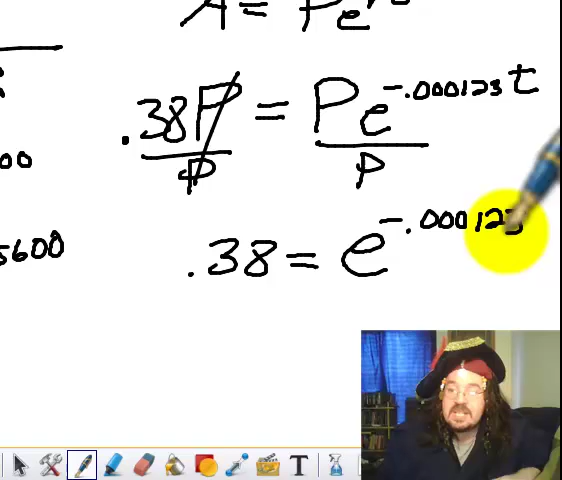 A = Pe
.38P = Pe^-.000123t
P P
00
.38 = e^-.000123
5600
T